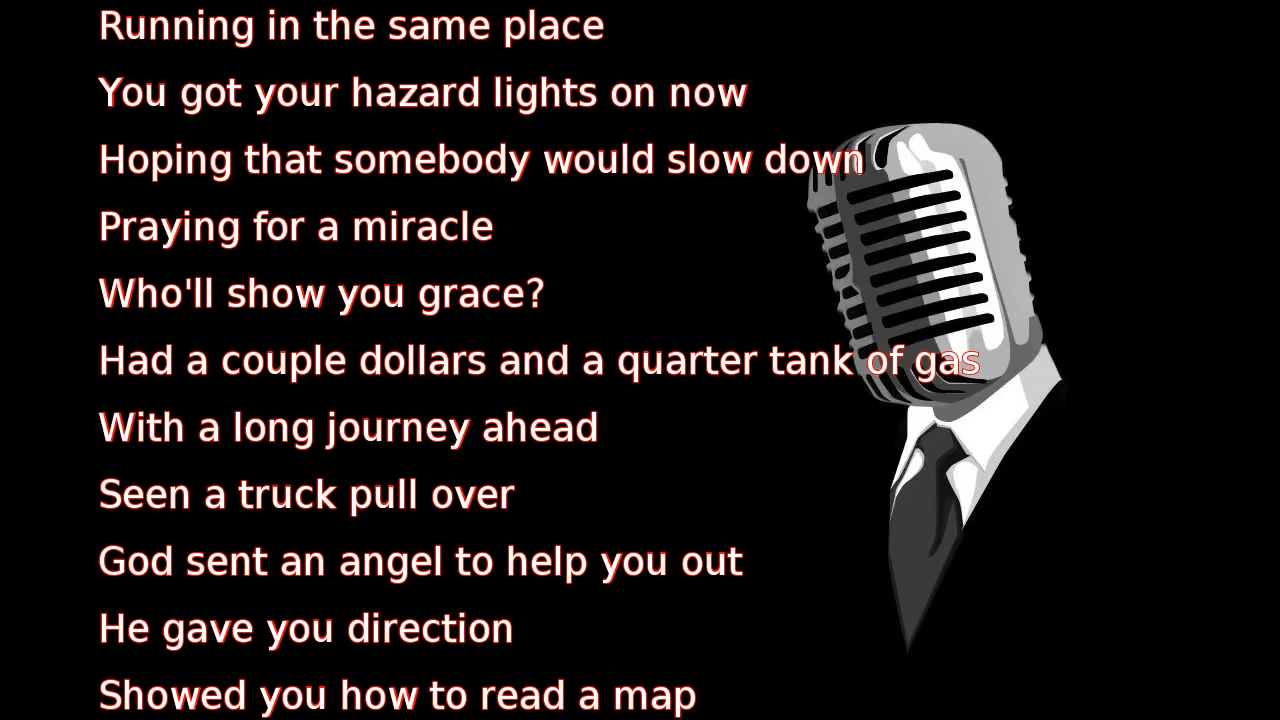 Running in the same place
You got your hazard lights on now
Hoping that somebody would slow down
Praying for a miracle
Who'll show you grace?
Had a couple dollars and a quarter tank of gas
With a long journey ahead
Seen a truck pull over
God sent an angel to help you out
He gave you direction
Showed you how to read a map